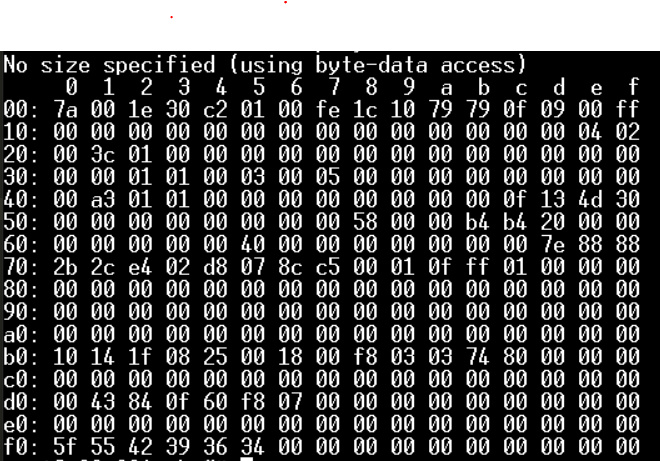 No size specified (using byte-data access)
0 1 2 3 4 5 6 7 8 9 a b c d e f
00: 7a 00 1e 30 c2 01 00 fe 1c 10 79 79 0f 09 00 ff
10: 00 00 00 00 00 00 00 00 00 00 00 00 00 00 04 02
20: 00 3c 01 00 00 00 00 00 00 00 00 00 00 00 00 00
30: 00 00 01 01 00 03 00 05 00 00 00 00 00 00 00 00
40: 00 a3 01 01 00 00 00 00 00 00 00 00 0f 13 4d 30
50: 00 00 00 00 00 00 00 00 58 00 00 b4 b4 20 00 00
60: 00 00 00 00 00 40 00 00 00 00 00 00 00 7e 88 88
70: 2b 2c e4 02 d8 07 8c c5 00 01 0f ff 01 00 00 00
80: 00 00 00 00 00 00 00 00 00 00 00 00 00 00 00 00
90: 00 00 00 00 00 00 00 00 00 00 00 00 00 00 00 00
a0: 00 00 00 00 00 00 00 00 00 00 00 00 00 00 00 00
b0: 10 14 1f 08 25 00 18 00 f8 03 03 74 80 00 00 00
c0: 00 00 00 00 00 00 00 00 00 00 00 00 00 00 00 00
d0: 00 43 84 0f 60 f8 07 00 00 00 00 00 00 00 00 00
e0: 00 00 00 00 00 00 00 00 00 00 00 00 00 00 00 00
f0: 5f 55 42 39 36 34 00 00 00 00 00 00 00 00 00 00